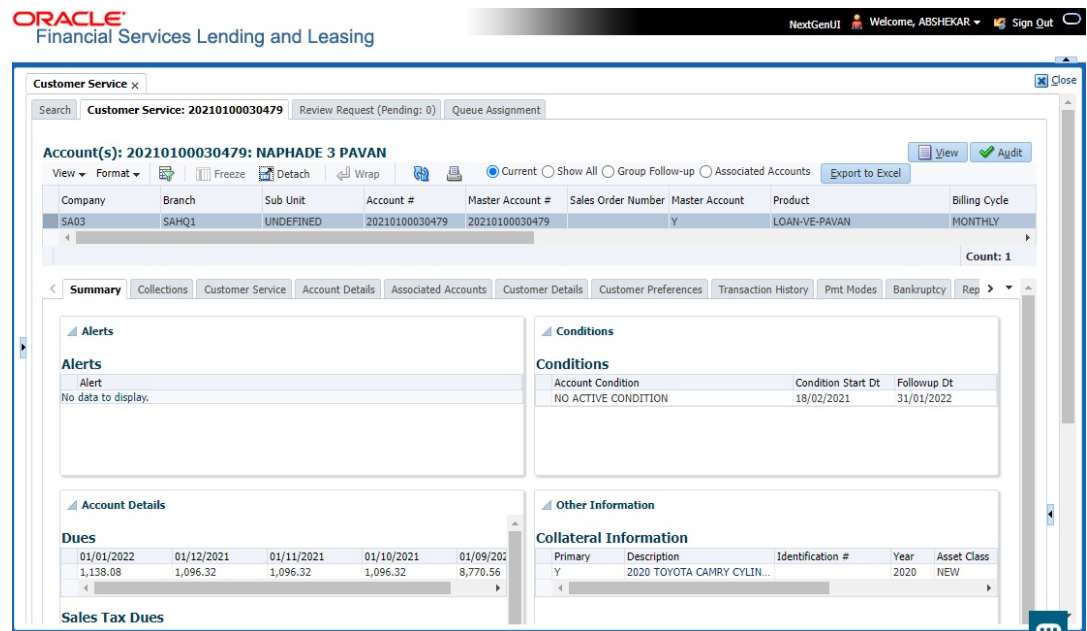 ORACLE
Financial Services Lending and Leasing
NextGenUI Welcome, ABSHEKAR Sign Out
Customer Service × Close
Search Customer Service: 20210100030479 Review Request (Pending: 0) Queue Assignment
Account(s): 20210100030479: NAPHADE 3 PAVAN View Audit
View Format Freeze Detach Wrap Current Show All Group Follow-up Associated Accounts Export to Excel
Company Branch Sub Unit Account # Master Account # Sales Order Number Master Account Product Billing Cycle
SA03 SAHQ1 UNDEFINED 20210100030479 20210100030479 Y LOAN-VE-PAVAN MONTHLY
Count: 1
Summary Collections Customer Service Account Details Associated Accounts Customer Details Customer Preferences Transaction History Pmt Modes Bankruptcy Rep
Alerts
Alerts
Alert
No data to display.
Conditions
Conditions
Account Condition Condition Start Dt Followup Dt
NO ACTIVE CONDITION 18/02/2021 31/01/2022
Account Details
Dues
01/01/2022 01/12/2021 01/11/2021 01/10/2021 01/09/202
1,138.08 1,096.32 1,096.32 1,096.32 8,770.56
Sales Tax Dues
Other Information
Collateral Information
Primary Description Identification # Year Asset Class
Y 2020 TOYOTA CAMRY CYLIN... 2020 NEW